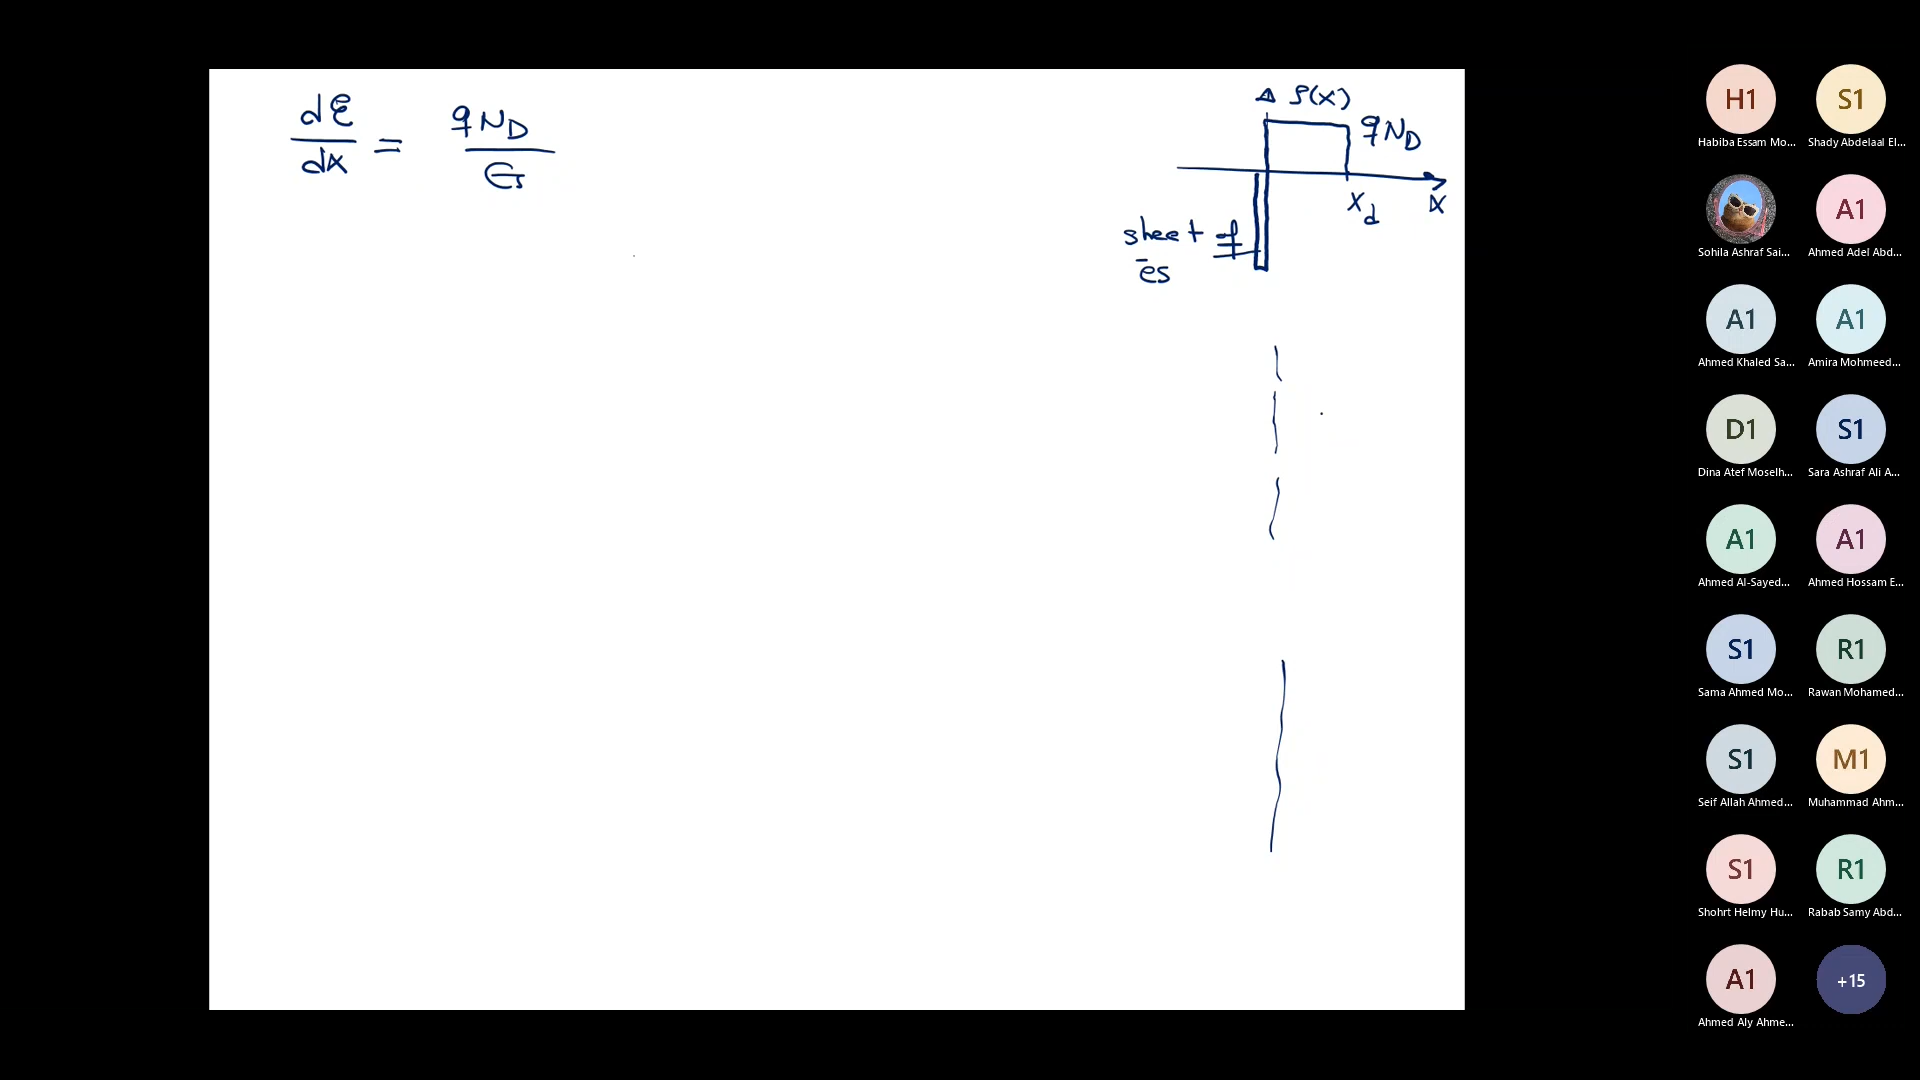 dℰ/dx = qN_D/ϵ_s
ρ(x)
qN_D
x_d
x
sheet of
ēs
H1
S1
Habiba Essam Mo...
Shady Abdelaal El...
A1
Sohila Ashraf Sai...
Ahmed Adel Abd...
A1
A1
Ahmed Khaled Sa...
Amira Mohmeed...
D1
S1
Dina Atef Moselh...
Sara Ashraf Ali A...
A1
A1
Ahmed Al-Sayed...
Ahmed Hossam E...
S1
R1
Sama Ahmed Mo...
Rawan Mohamed...
S1
M1
Seif Allah Ahmed...
Muhammad Ahm...
S1
R1
Shohrt Helmy Hu...
Rabab Samy Abd...
A1
+15
Ahmed Aly Ahme...